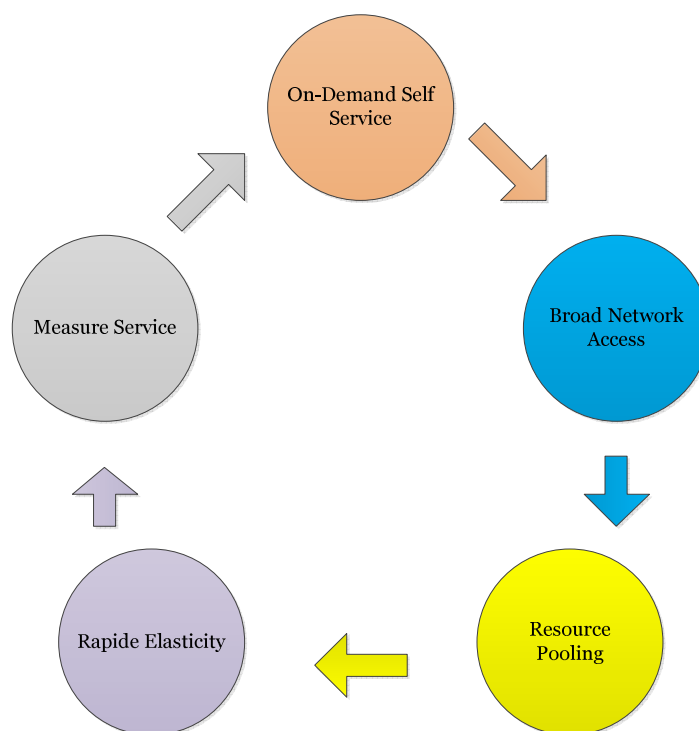 On-Demand Self
Service
Broad Network
Access
Resource
Pooling
Rapide Elasticity
Measure Service